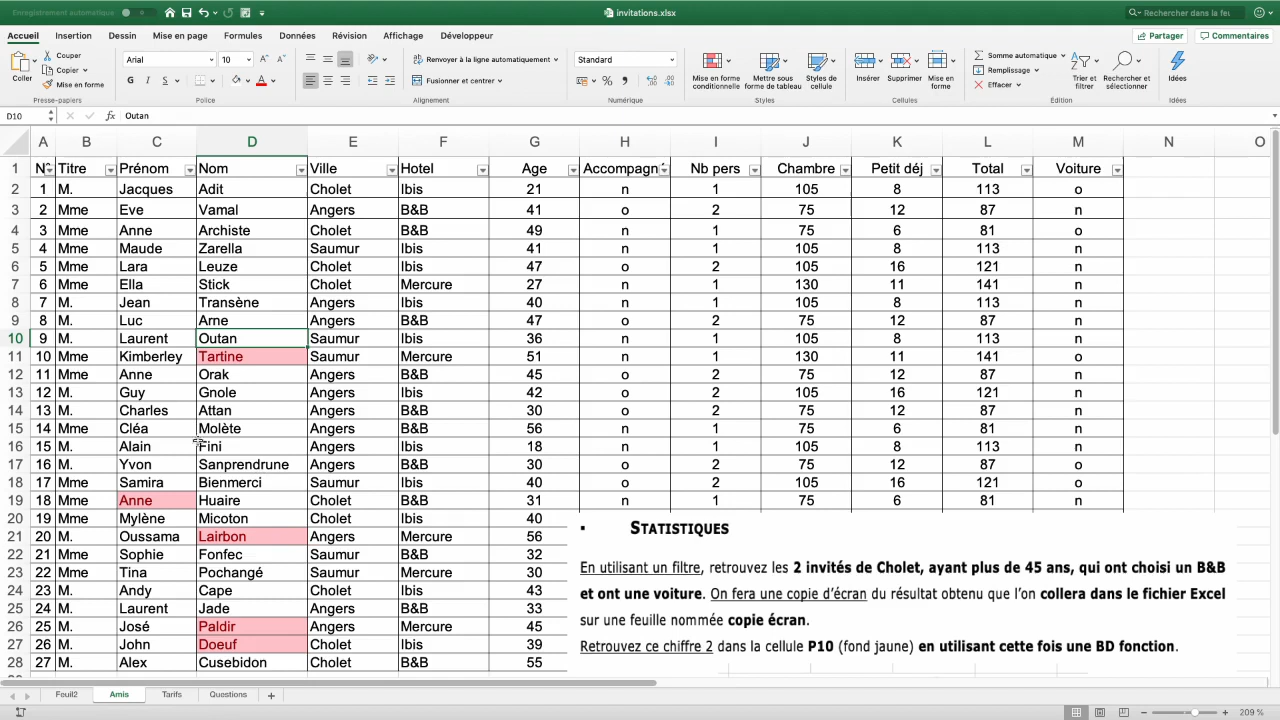 Enregistrement automatique
invitations.xlsx
Rechercher dans la feu
Accueil Insertion Dessin Mise en page Formules Données Révision Affichage Développeur
Partager Commentaires
Coller
Couper
Copier
Mise en forme
Presse-papiers
Arial 10
G I S
Police
Renvoyer à la ligne automatiquement
Fusionner et centrer
Alignement
Standard
Numérique
Mise en forme conditionnelle
Mettre sous forme de tableau
Styles de cellule
Styles
Insérer Supprimer Mise en forme
Cellules
Somme automatique
Remplissage
Effacer
Trier et filtrer
Rechercher et sélectionner
Édition
Idées
Idées
D10 fx Outan
A B C D E F G H I J K L M N O
1 N° Titre Prénom Nom Ville Hotel Age Accompagné Nb pers Chambre Petit déj Total Voiture
2 1 M. Jacques Adit Cholet Ibis 21 n 1 105 8 113 o
3 2 Mme Eve Vamal Angers B&B 41 o 2 75 12 87 n
4 3 Mme Anne Archiste Cholet B&B 49 n 1 75 6 81 o
5 4 Mme Maude Zarella Saumur Ibis 41 n 1 105 8 113 n
6 5 Mme Lara Leuze Cholet Ibis 47 o 2 105 16 121 n
7 6 Mme Ella Stick Cholet Mercure 27 n 1 130 11 141 n
8 7 M. Jean Transène Angers Ibis 40 n 1 105 8 113 n
9 8 M. Luc Arne Angers B&B 47 o 2 75 12 87 n
10 9 M. Laurent Outan Saumur Ibis 36 n 1 105 8 113 n
11 10 Mme Kimberley Tartine Saumur Mercure 51 n 1 130 11 141 o
12 11 Mme Anne Orak Angers B&B 45 o 2 75 12 87 n
13 12 M. Guy Gnole Angers Ibis 42 o 2 105 16 121 n
14 13 M. Charles Attan Angers B&B 30 o 2 75 12 87 n
15 14 Mme Cléa Molète Angers B&B 56 n 1 75 6 81 n
16 15 M. Alain Fini Angers Ibis 18 n 1 105 8 113 n
17 16 M. Yvon Sanprendrune Angers B&B 30 o 2 75 12 87 o
18 17 Mme Samira Bienmerci Saumur Ibis 40 o 2 105 16 121 o
19 18 Mme Anne Huaire Cholet B&B 31 n 1 75 6 81 n
20 19 Mme Mylène Micoton Cholet Ibis 40
21 20 M. Oussama Lairbon Angers Mercure 56
22 21 Mme Sophie Fonfec Saumur B&B 32
23 22 Mme Tina Pochangé Saumur Mercure 30
24 23 M. Andy Cape Cholet Ibis 43
25 24 M. Laurent Jade Angers B&B 33
26 25 M. José Paldir Angers Mercure 45
27 26 M. John Doeuf Cholet Ibis 39
28 27 M. Alex Cusebidon Cholet B&B 55
▪ STATISTIQUES
En utilisant un filtre, retrouvez les 2 invités de Cholet, ayant plus de 45 ans, qui ont choisi un B&B
et ont une voiture. On fera une copie d'écran du résultat obtenu que l'on collera dans le fichier Excel
sur une feuille nommée copie écran.
Retrouvez ce chiffre 2 dans la cellule P10 (fond jaune) en utilisant cette fois une BD fonction.
Feuil2 Amis Tarifs Questions
209 %